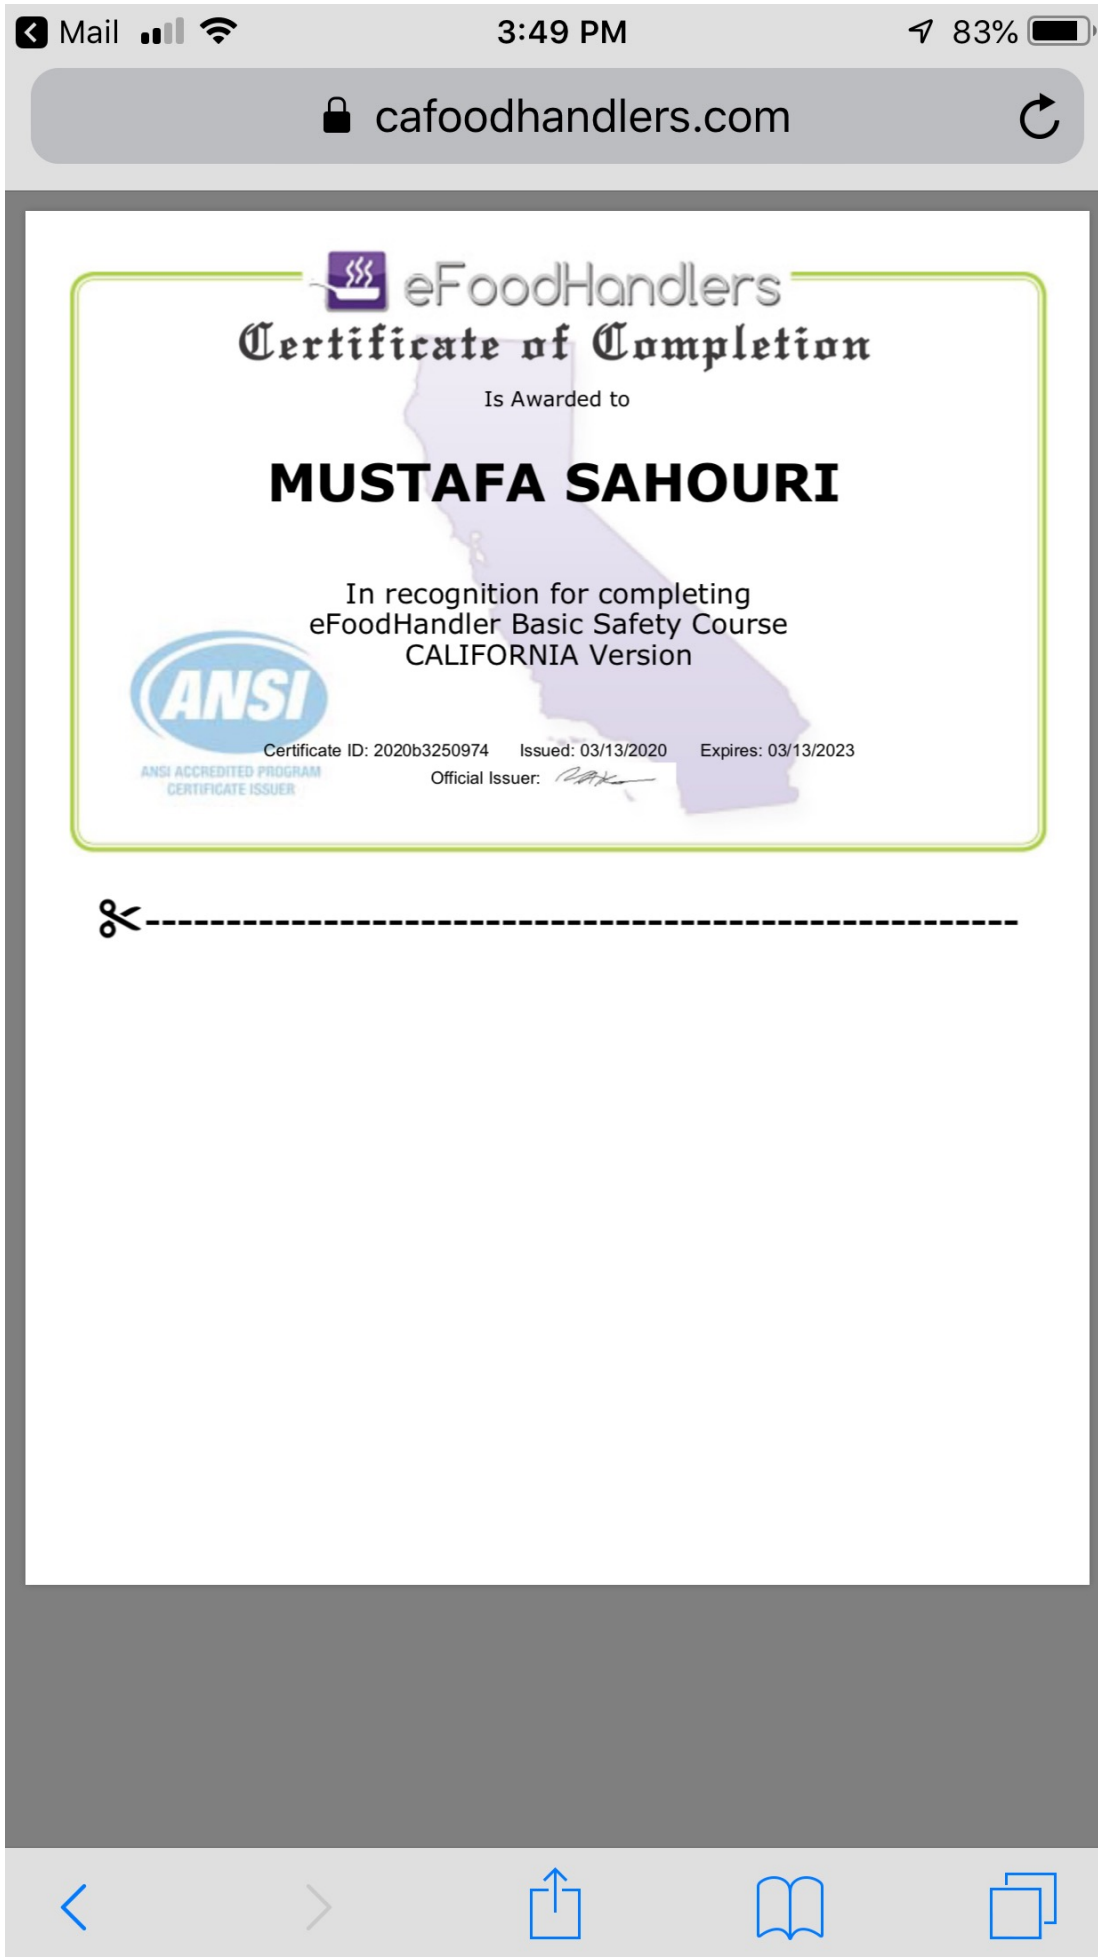 Mail 3:49 PM 83%
cafoodhandlers.com
eFoodHandlers
Certificate of Completion
Is Awarded to
MUSTAFA SAHOURI
In recognition for completing
eFoodHandler Basic Safety Course
CALIFORNIA Version
ANSI
ANSI ACCREDITED PROGRAM
CERTIFICATE ISSUER
Certificate ID: 2020b3250974 Issued: 03/13/2020 Expires: 03/13/2023
Official Issuer: